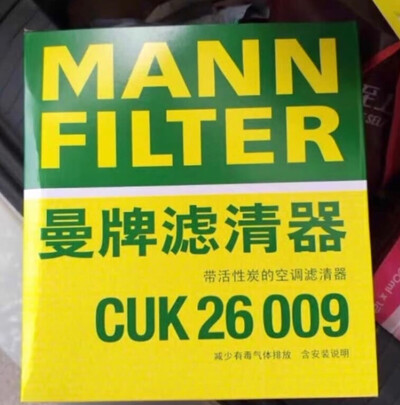 MANN
FILTER
曼牌滤清器
带活性炭的空调滤清器
CUK 26 009
减少有毒气体排放 含安装说明